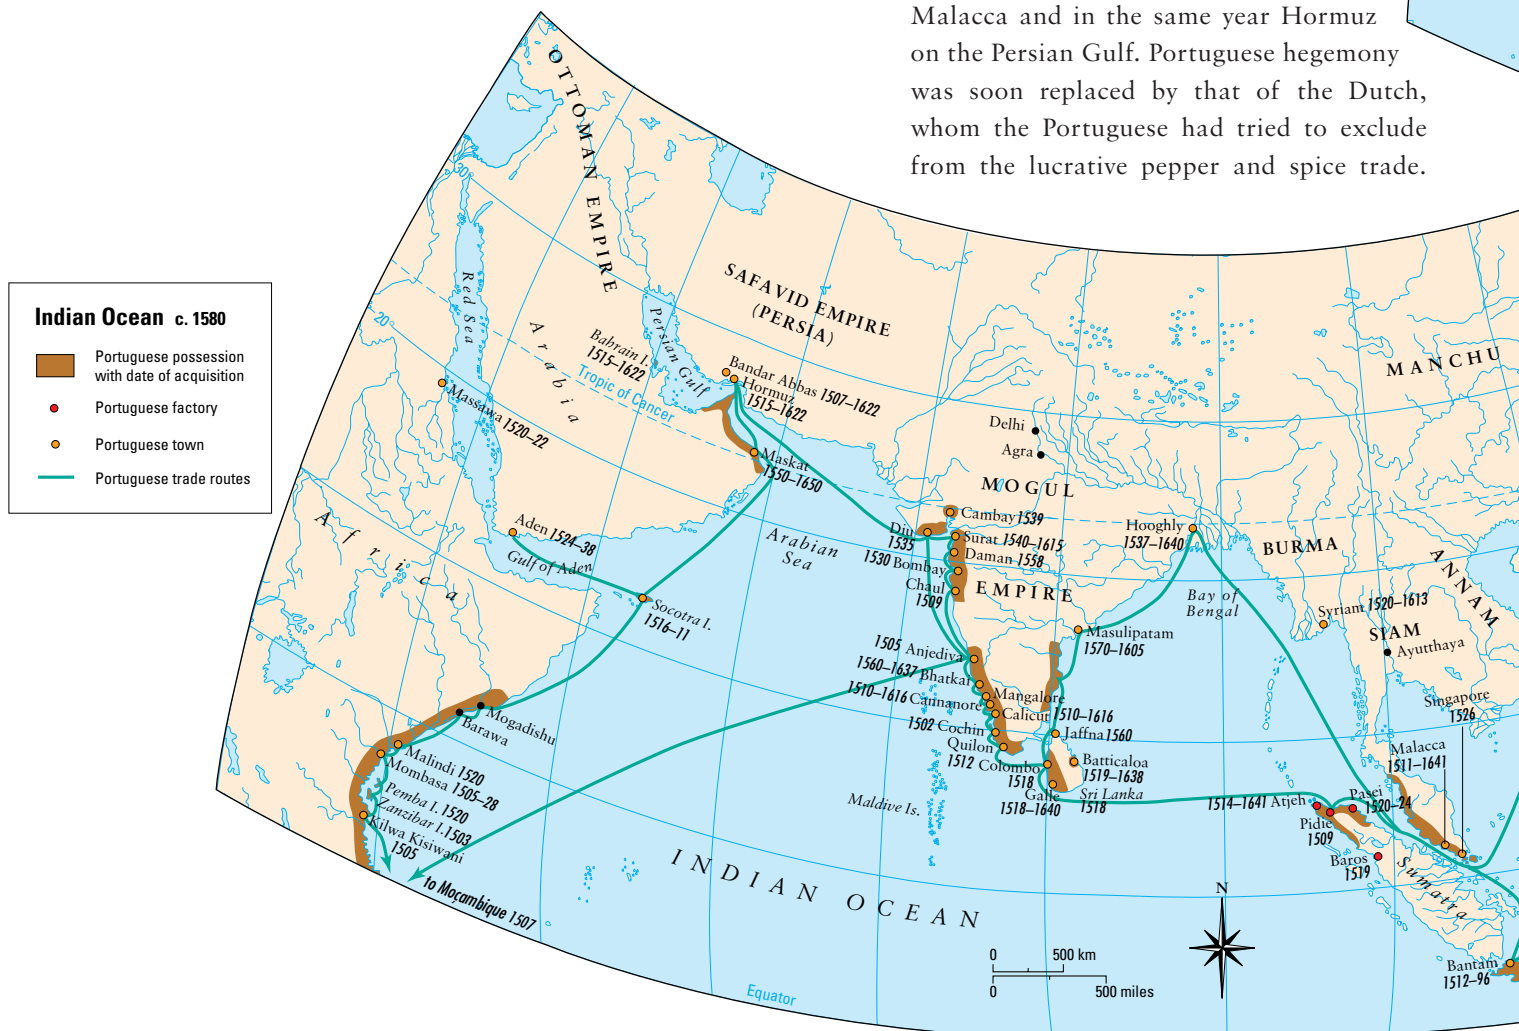 Malacca and in the same year Hormuz
on the Persian Gulf. Portuguese hegemony
was soon replaced by that of the Dutch,
whom the Portuguese had tried to exclude
from the lucrative pepper and spice trade.
Indian Ocean c. 1580
Portuguese possession
with date of acquisition
Portuguese factory
Portuguese town
Portuguese trade routes
OTTOMAN EMPIRE
30°
20°
Red Sea
Arabia
SAFAVID EMPIRE
(PERSIA)
Persian Gulf
Bahrain I.
1515–1622
Tropic of Cancer
Bandar Abbas 1507–1622
Hormuz
1515–1622
Massawa 1520–22
Maskat
1550–1650
Aden 1524–38
Gulf of Aden
Socotra I.
1516–11
Africa
Arabian
Sea
Mogadishu
Barawa
Malindi 1520
Mombasa 1505–28
Pemba I. 1520
Zanzibar I. 1503
Kilwa Kisiwani
1505
to Moçambique 1507
MANCHU
Delhi
Agra
MOGUL
EMPIRE
Cambay 1539
Diu
1535
Surat 1540–1615
Daman 1558
1530 Bombay
Chaul
1509
Hooghly
1537–1640
BURMA
ANNAM
Bay of
Bengal
Syriam 1520–1613
SIAM
Ayutthaya
Masulipatam
1570–1605
1505 Anjediva
1560–1637 Bhatkal
Mangalore
1510–1616 Cannanore
Calicut 1510–1616
1502 Cochin
Quilon
1512
Jaffna 1560
Colombo
1518
Batticaloa
1519–1638
Galle
1518–1640
Sri Lanka
1518
Maldive Is.
Singapore
1526
Malacca
1511–1641
1514–1641 Atjeh
Pasei
1520–24
Pidie
1509
Baros
1519
Sumatra
Bantam
1512–96
INDIAN OCEAN
N
0 500 km
0 500 miles
Equator